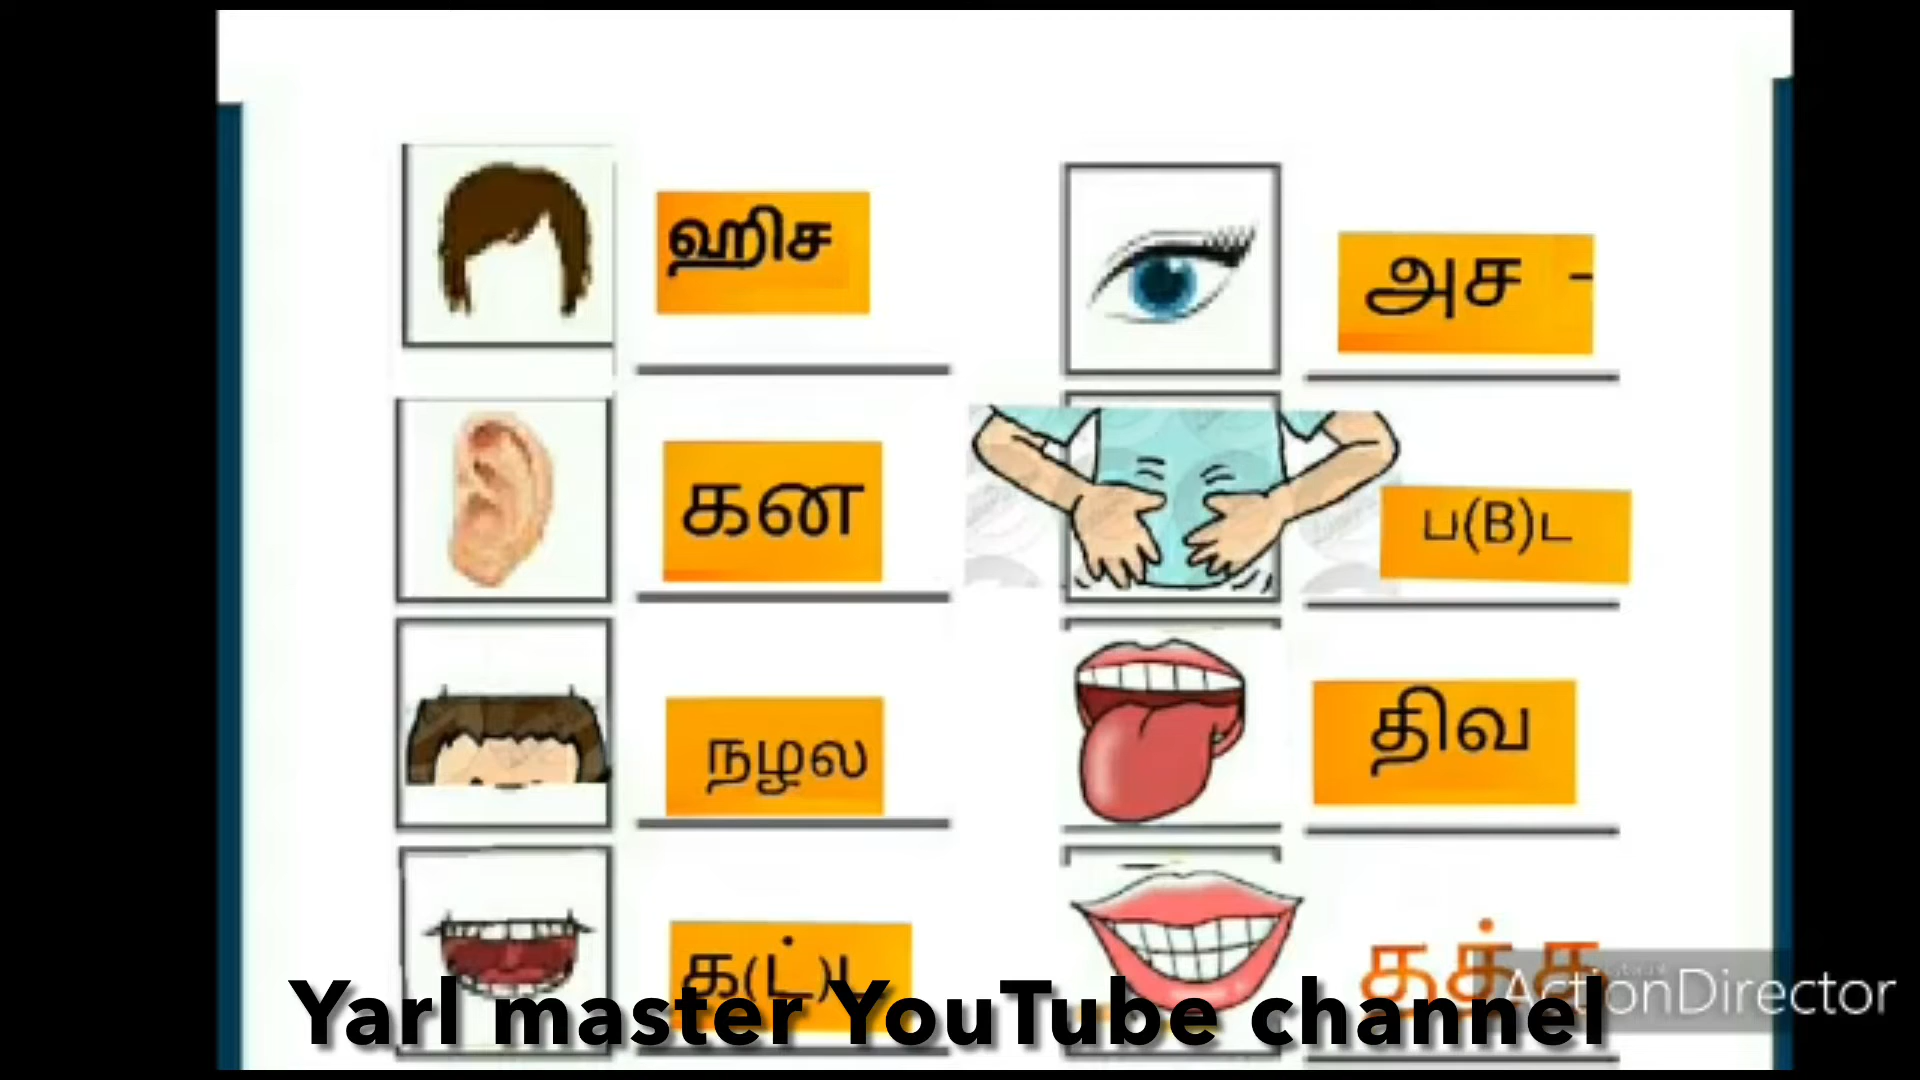 ஹிச
அச -
கன
ப(B)ட
நழல
திவ
க(ட்)ட
Yarl master YouTube channel
ActionDirector